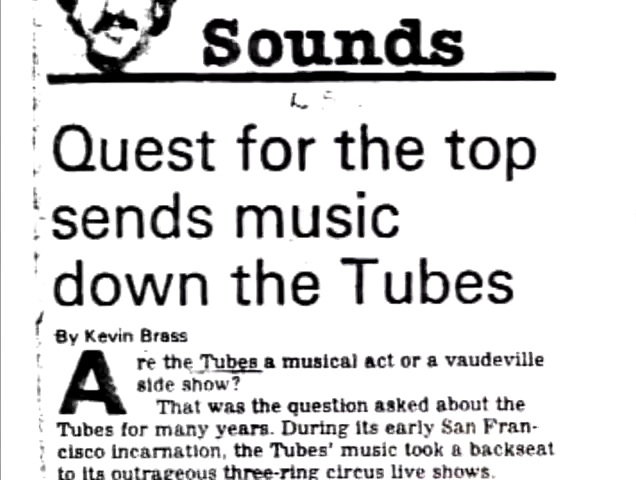 Sounds
Quest for the top
sends music
down the Tubes
By Kevin Brass
Are the Tubes a musical act or a vaudeville
side show?
That was the question asked about the
Tubes for many years. During its early San Fran-
cisco incarnation, the Tubes' music took a backseat
to its outrageous three-ring circus live shows.